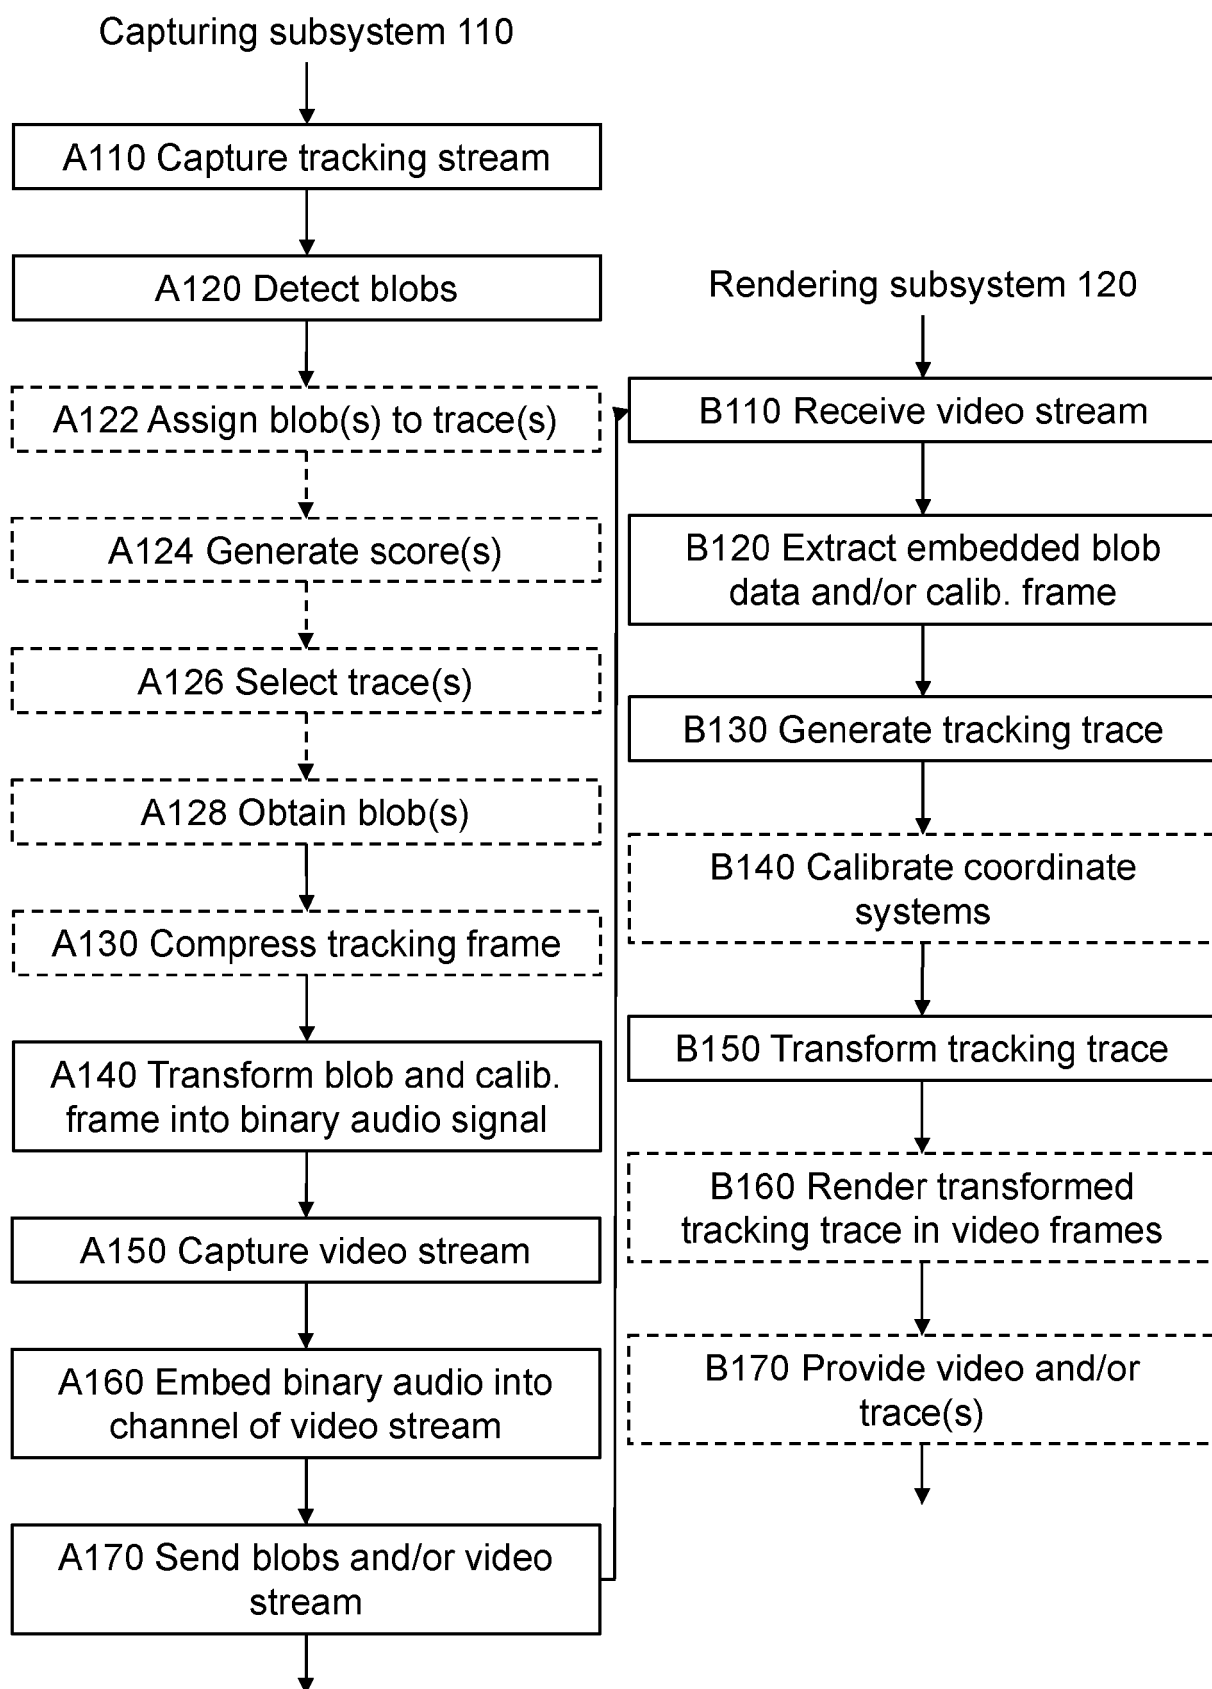 Capturing subsystem 110
A110 Capture tracking stream
A120 Detect blobs
A122 Assign blob(s) to trace(s)
A124 Generate score(s)
A126 Select trace(s)
A128 Obtain blob(s)
A130 Compress tracking frame
A140 Transform blob and calib.
frame into binary audio signal
A150 Capture video stream
A160 Embed binary audio into
channel of video stream
A170 Send blobs and/or video
stream
Rendering subsystem 120
B110 Receive video stream
B120 Extract embedded blob
data and/or calib. frame
B130 Generate tracking trace
B140 Calibrate coordinate
systems
B150 Transform tracking trace
B160 Render transformed
tracking trace in video frames
B170 Provide video and/or
trace(s)